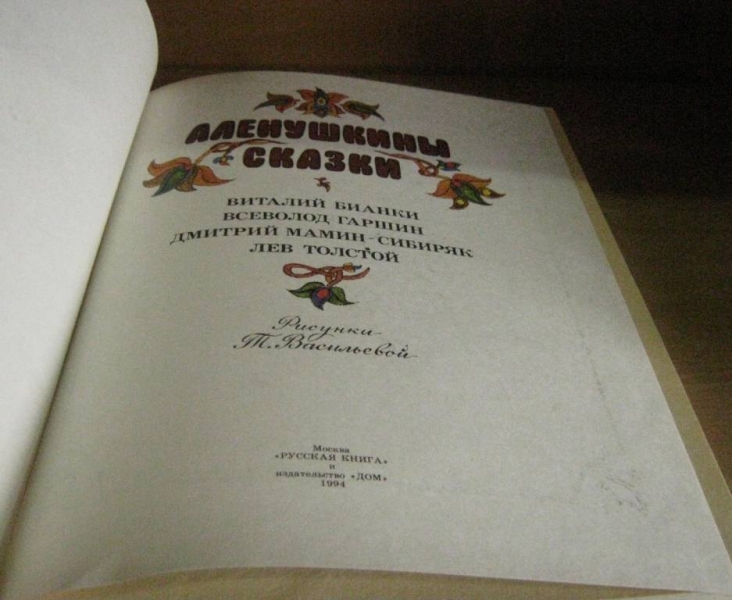 АЛЕНУШКИНЫ
СКАЗКИ
ВИТАЛИЙ БИАНКИ
ВСЕВОЛОД ГАРШИН
ДМИТРИЙ МАМИН-СИБИРЯК
ЛЕВ ТОЛСТОЙ
Рисунки
Т. Васильевой
Москва
«РУССКАЯ КНИГА»
и
издательство «ДОМ»
1994